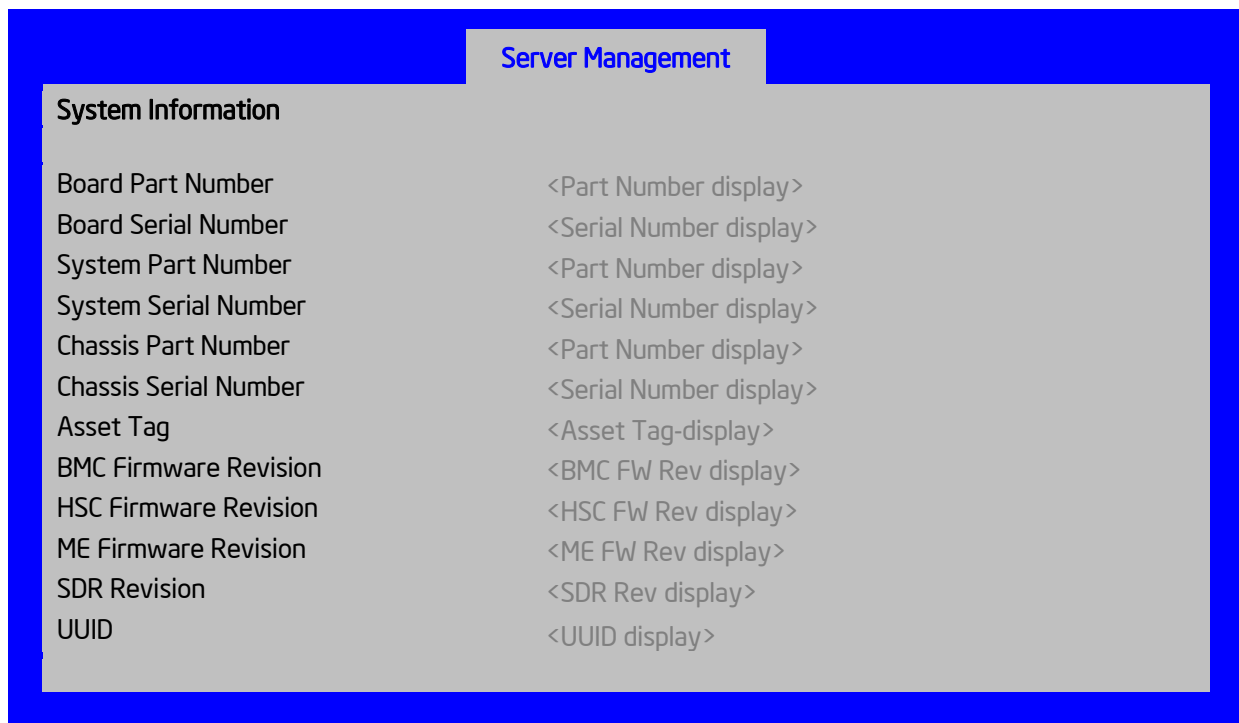 Server Management
System Information
Board Part Number <Part Number display>
Board Serial Number <Serial Number display>
System Part Number <Part Number display>
System Serial Number <Serial Number display>
Chassis Part Number <Part Number display>
Chassis Serial Number <Serial Number display>
Asset Tag <Asset Tag-display>
BMC Firmware Revision <BMC FW Rev display>
HSC Firmware Revision <HSC FW Rev display>
ME Firmware Revision <ME FW Rev display>
SDR Revision <SDR Rev display>
UUID <UUID display>